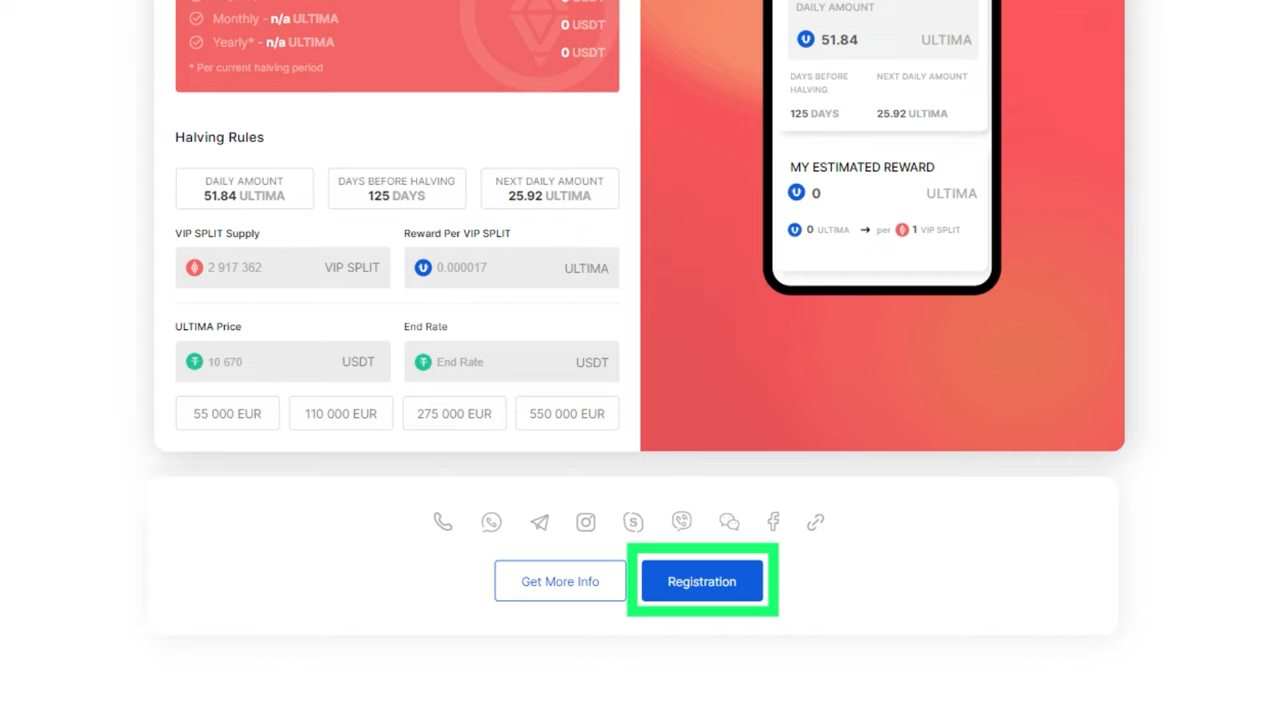 Monthly - n/a ULTIMA
0 USDT
Yearly* - n/a ULTIMA
0 USDT
* Per current halving period
Halving Rules
DAILY AMOUNT
51.84 ULTIMA
DAYS BEFORE HALVING
125 DAYS
NEXT DAILY AMOUNT
25.92 ULTIMA
VIP SPLIT Supply
2 917 362 VIP SPLIT
Reward Per VIP SPLIT
0.000017 ULTIMA
ULTIMA Price
10 670 USDT
End Rate
End Rate USDT
55 000 EUR
110 000 EUR
275 000 EUR
550 000 EUR
DAILY AMOUNT
51.84 ULTIMA
DAYS BEFORE
HALVING
125 DAYS
NEXT DAILY AMOUNT
25.92 ULTIMA
MY ESTIMATED REWARD
0 ULTIMA
0 ULTIMA → per 1 VIP SPLIT
Get More Info
Registration